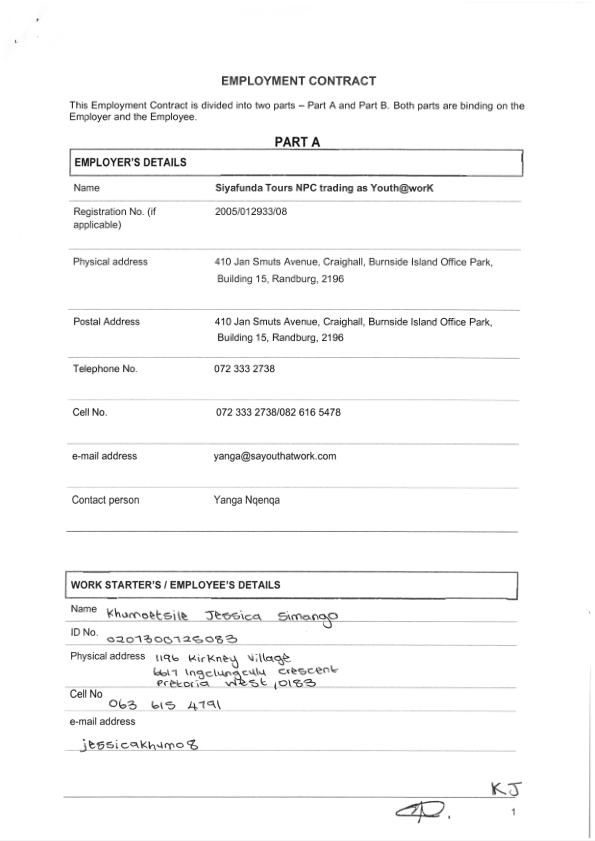 EMPLOYMENT CONTRACT
This Employment Contract is divided into two parts – Part A and Part B. Both parts are binding on the
Employer and the Employee.
PART A
EMPLOYER'S DETAILS
Name Siyafunda Tours NPC trading as Youth@worK
Registration No. (if 2005/012933/08
applicable)
Physical address 410 Jan Smuts Avenue, Craighall, Burnside Island Office Park,
Building 15, Randburg, 2196
Postal Address 410 Jan Smuts Avenue, Craighall, Burnside Island Office Park,
Building 15, Randburg, 2196
Telephone No. 072 333 2738
Cell No. 072 333 2738/082 616 5478
e-mail address yanga@sayouthatwork.com
Contact person Yanga Nqenqa
WORK STARTER'S / EMPLOYEE'S DETAILS
Name Khumoetsile Jessica Simango
ID No. 0207300125083
Physical address 1196 Kirkney Village
6617 crescent
Pretoria West, 0183
Cell No
063 615 4791
e-mail address
jessicakhumo8
KJ
1